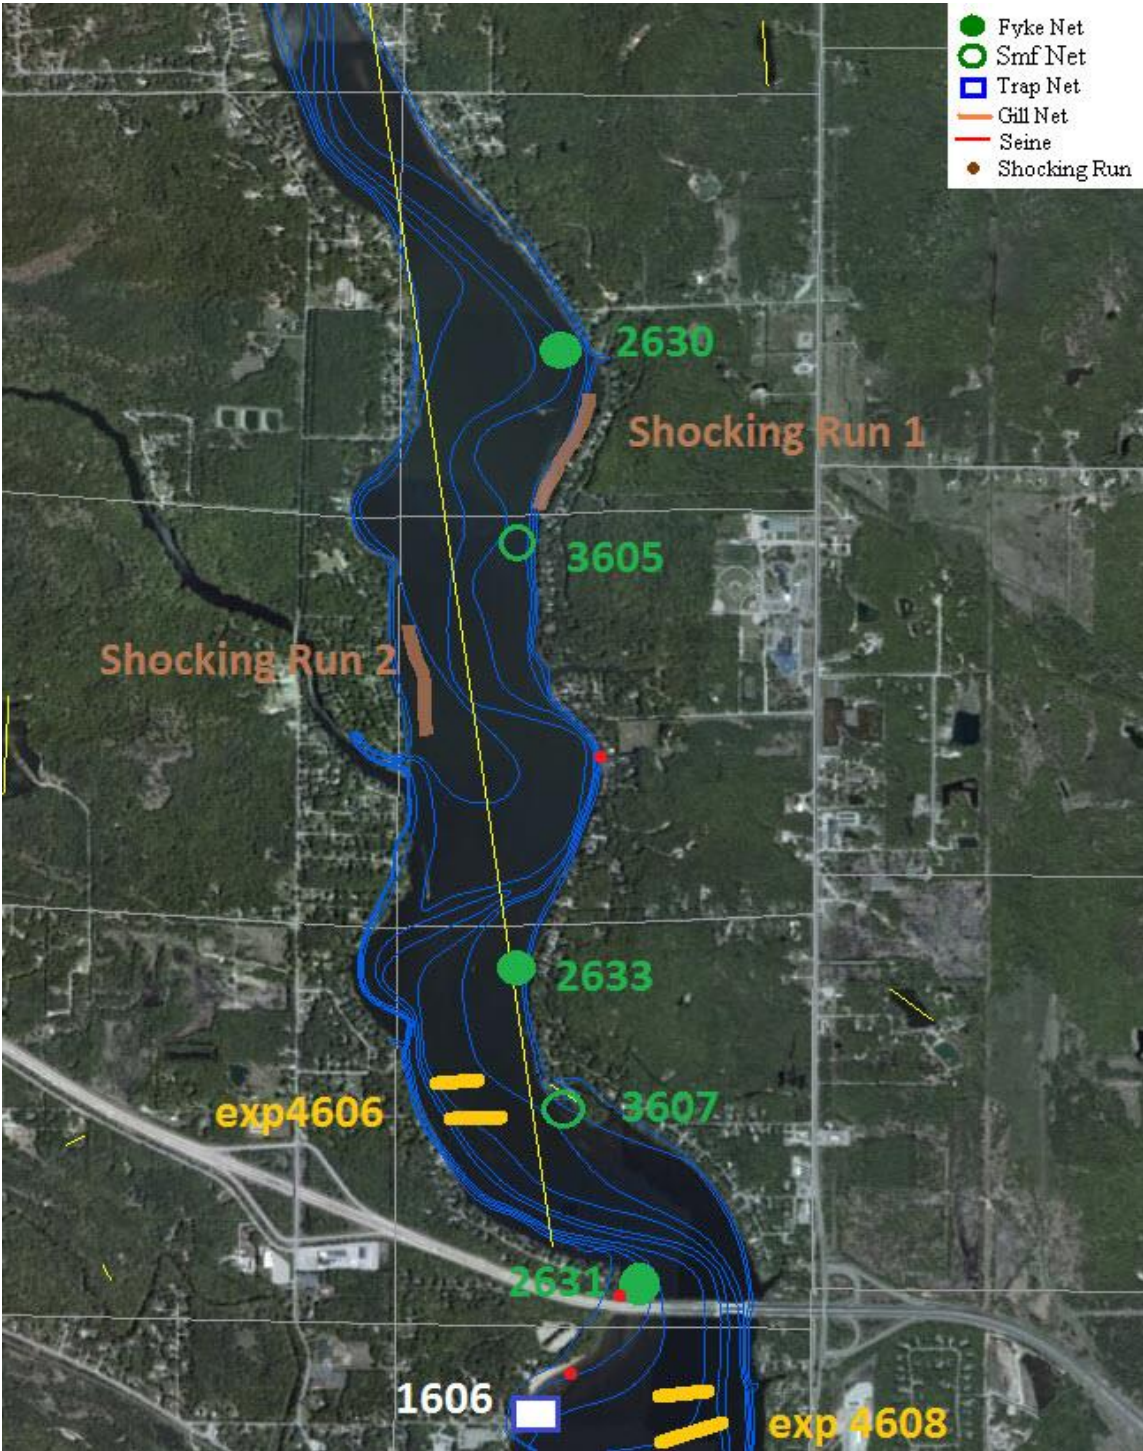 Fyke Net
Smf Net
Trap Net
Gill Net
Seine
Shocking Run
2630
Shocking Run 1
3605
Shocking Run 2
2633
exp4606
3607
2631
1606
exp 4608